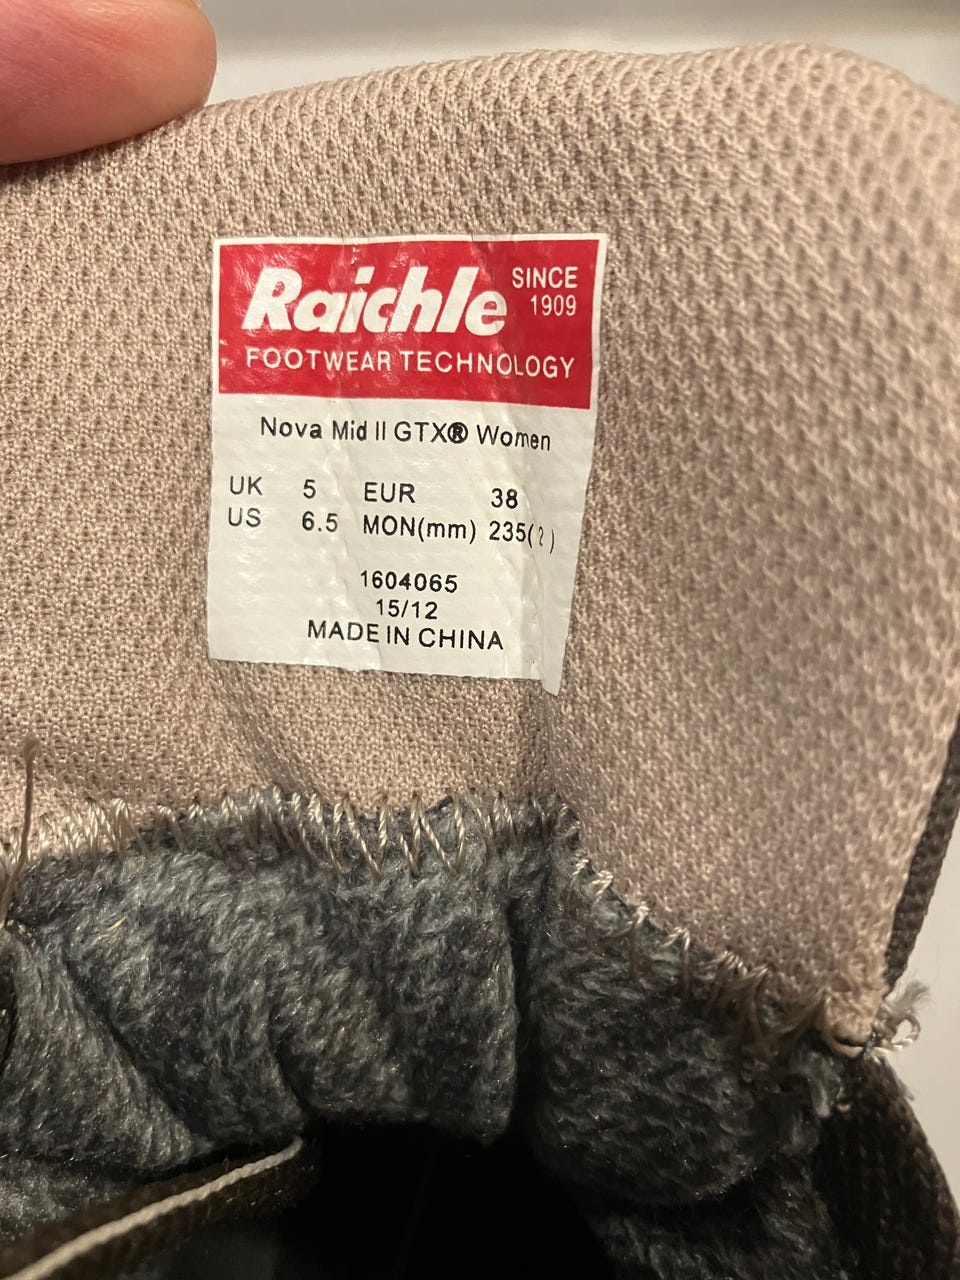 Raichle SINCE 1909
FOOTWEAR TECHNOLOGY
Nova Mid II GTX® Women
UK 5 EUR 38
US 6.5 MON(mm) 235(2)
1604065
15/12
MADE IN CHINA